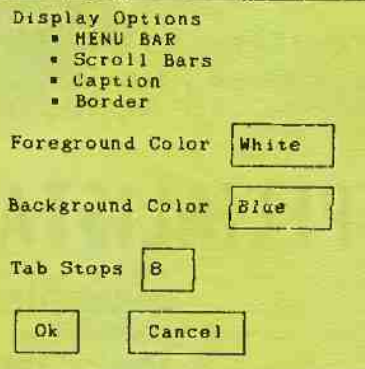 Display Options
▪ MENU BAR
▪ Scroll Bars
▪ Caption
▪ Border
Foreground Color White
Background Color Blue
Tab Stops 8
Ok Cancel